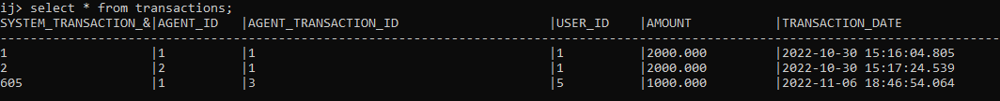 ij> select * from transactions;
SYSTEM_TRANSACTION_&|AGENT_ID |AGENT_TRANSACTION_ID |USER_ID |AMOUNT |TRANSACTION_DATE
--------------------------------------------------------------------------------------------------------------------------------------------
1 |1 |1 |1 |2000.000 |2022-10-30 15:16:04.805
2 |2 |1 |1 |2000.000 |2022-10-30 15:17:24.539
605 |1 |3 |5 |1000.000 |2022-11-06 18:46:54.064